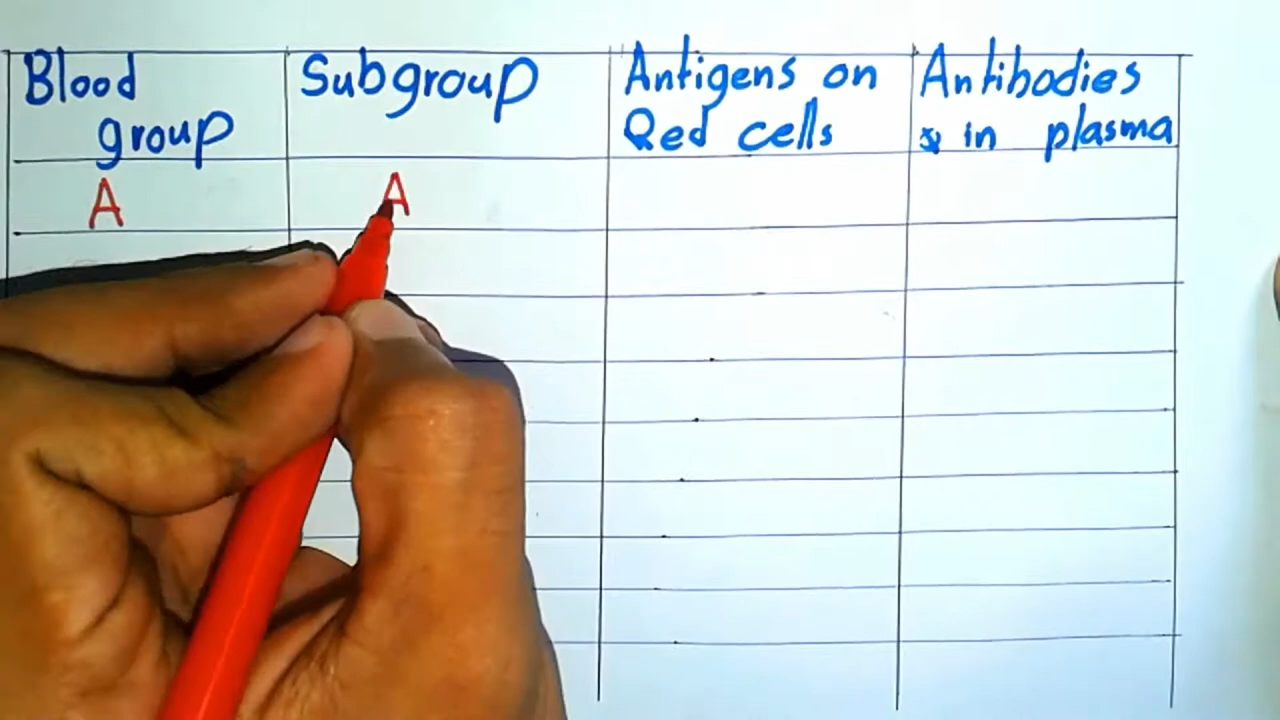 Blood group
Subgroup
Antigens on Red cells
Antibodies in plasma
A
A